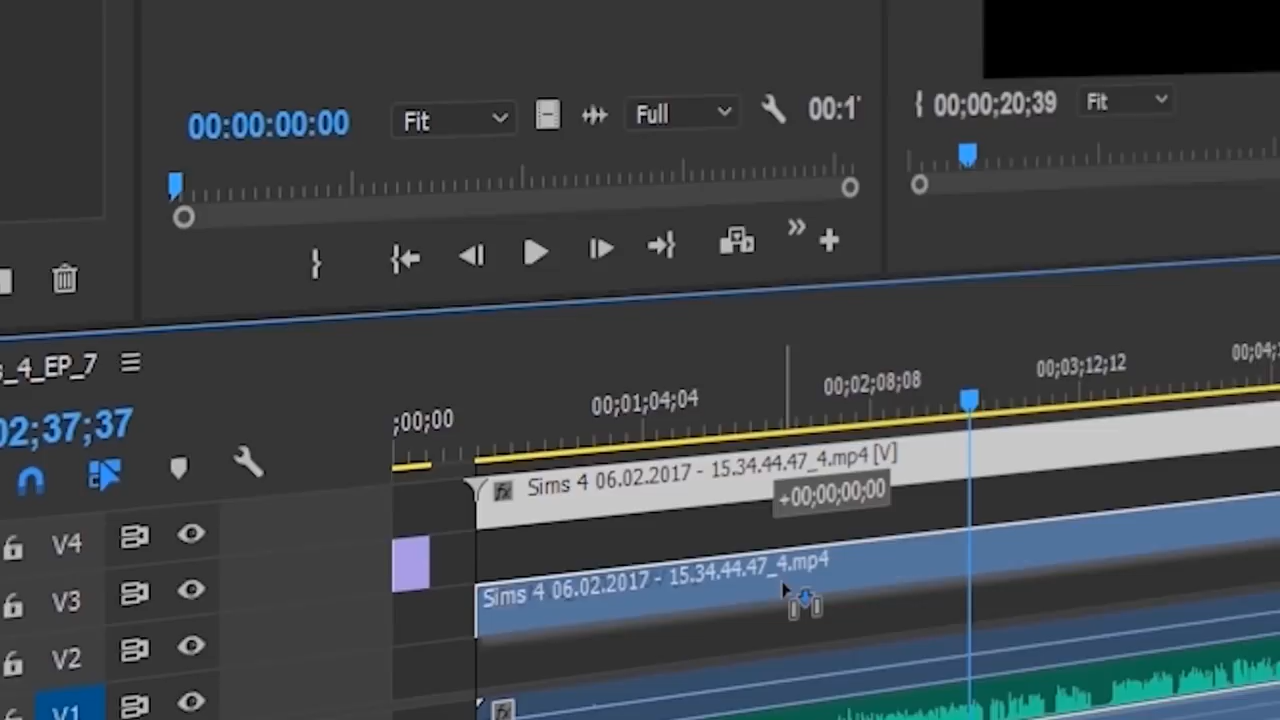 00:00:00:00 Fit Full 00:1
00;00;20;39 Fit
_4_EP_7
02;37;37
;00;00 00;01;04;04 00;02;08;08 00;03;12;12 00;04;
fx Sims 4 06.02.2017 - 15.34.44.47_4.mp4 [V]
+00;00;00;00
V4
Sims 4 06.02.2017 - 15.34.44.47_4.mp4
V3
V2
V1
fx